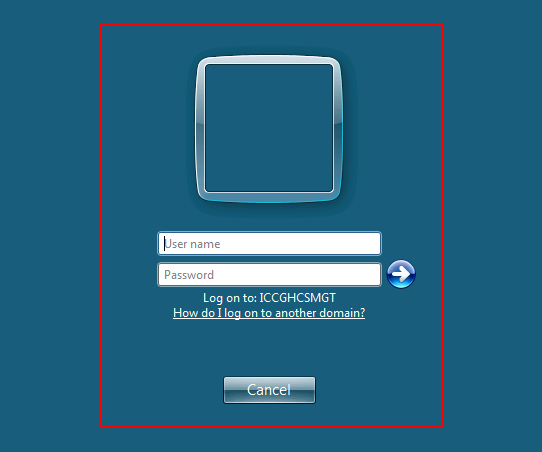 User name
Password
Log on to: ICCGHCSMGT
How do I log on to another domain?
Cancel